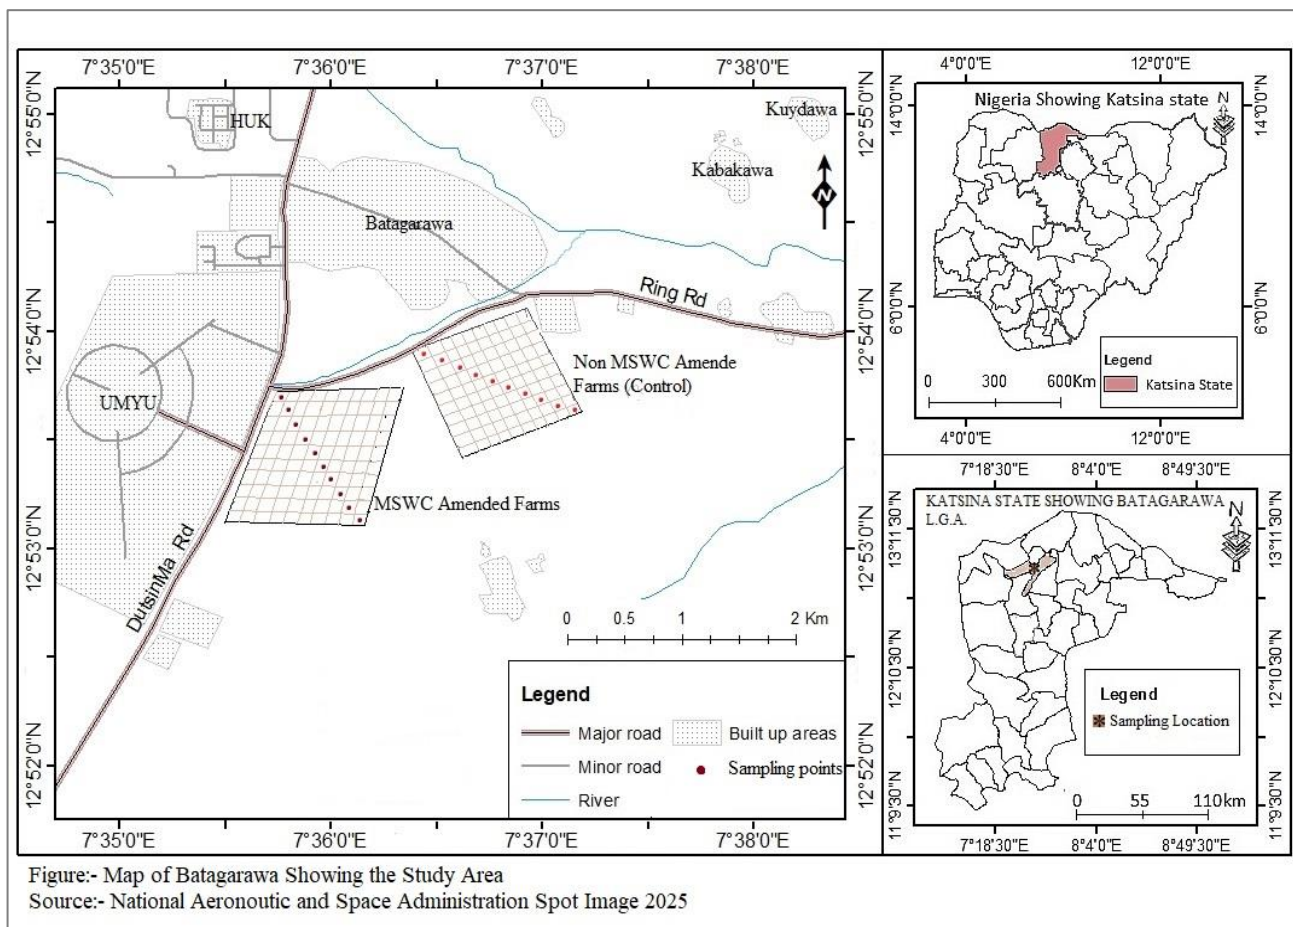 7°35'0"E
7°36'0"E
7°37'0"E
7°38'0"E
12°55'0"N
12°54'0"N
12°53'0"N
12°52'0"N
HUK
Kuydawa
Kabakawa
N
Batagarawa
Ring Rd
Non MSWC Amende
Farms (Control)
UMYU
MSWC Amended Farms
DutsinMa Rd
0 0.5 1 2 Km
Legend
Major road
Built up areas
Minor road
Sampling points
River
12°55'0"N
12°54'0"N
12°53'0"N
12°52'0"N
7°35'0"E
7°36'0"E
7°37'0"E
7°38'0"E
4°0'0"E
12°0'0"E
14°0'0"N
6°0'0"N
Nigeria Showing Katsina state
N
Legend
Katsina State
0 300 600Km
14°0'0"N
6°0'0"N
4°0'0"E
12°0'0"E
7°18'30"E
8°4'0"E
8°49'30"E
13°11'30"N
12°10'30"N
11°9'30"N
KATSINA STATE SHOWING BATAGARAWA
L.G.A.
N
Legend
Sampling Location
0 55 110km
13°11'30"N
12°10'30"N
11°9'30"N
7°18'30"E
8°4'0"E
8°49'30"E
Figure:- Map of Batagarawa Showing the Study Area
Source:- National Aeronoutic and Space Administration Spot Image 2025